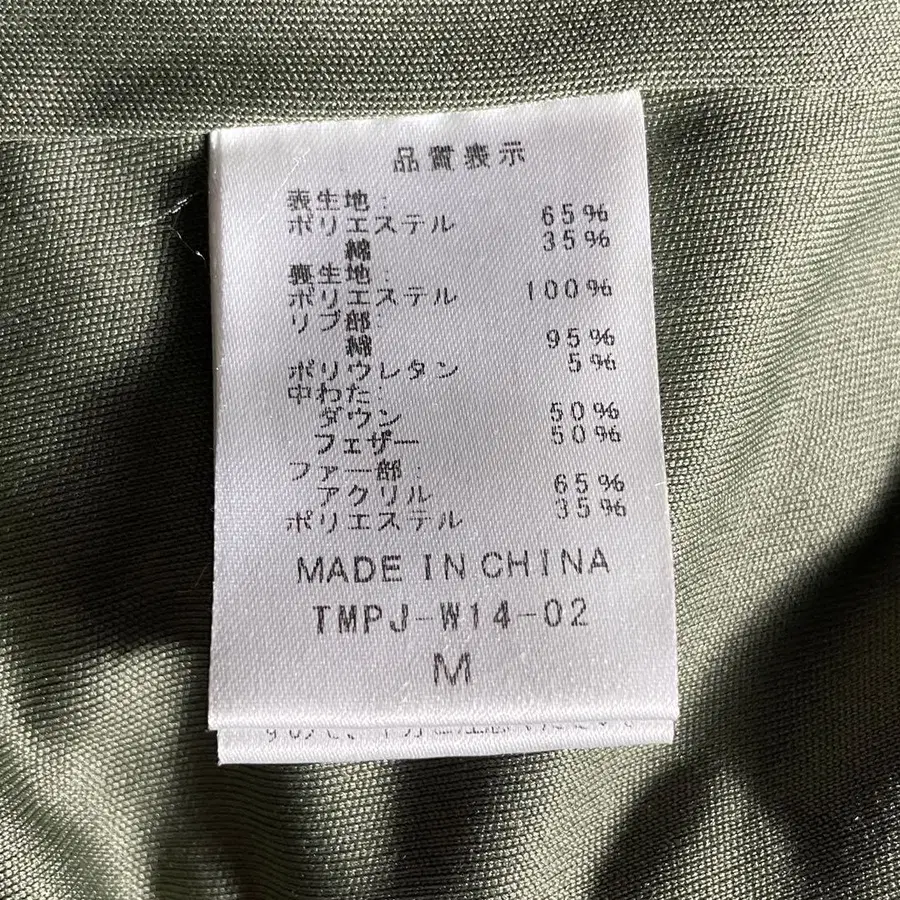 品質表示
表生地:
ポリエステル 65%
綿 35%
裏生地:
ポリエステル 100%
リブ部:
綿 95%
ポリウレタン 5%
中わた:
ダウン 50%
フェザー 50%
ファー部:
アクリル 65%
ポリエステル 35%
MADE IN CHINA
TMPJ-W14-02
M